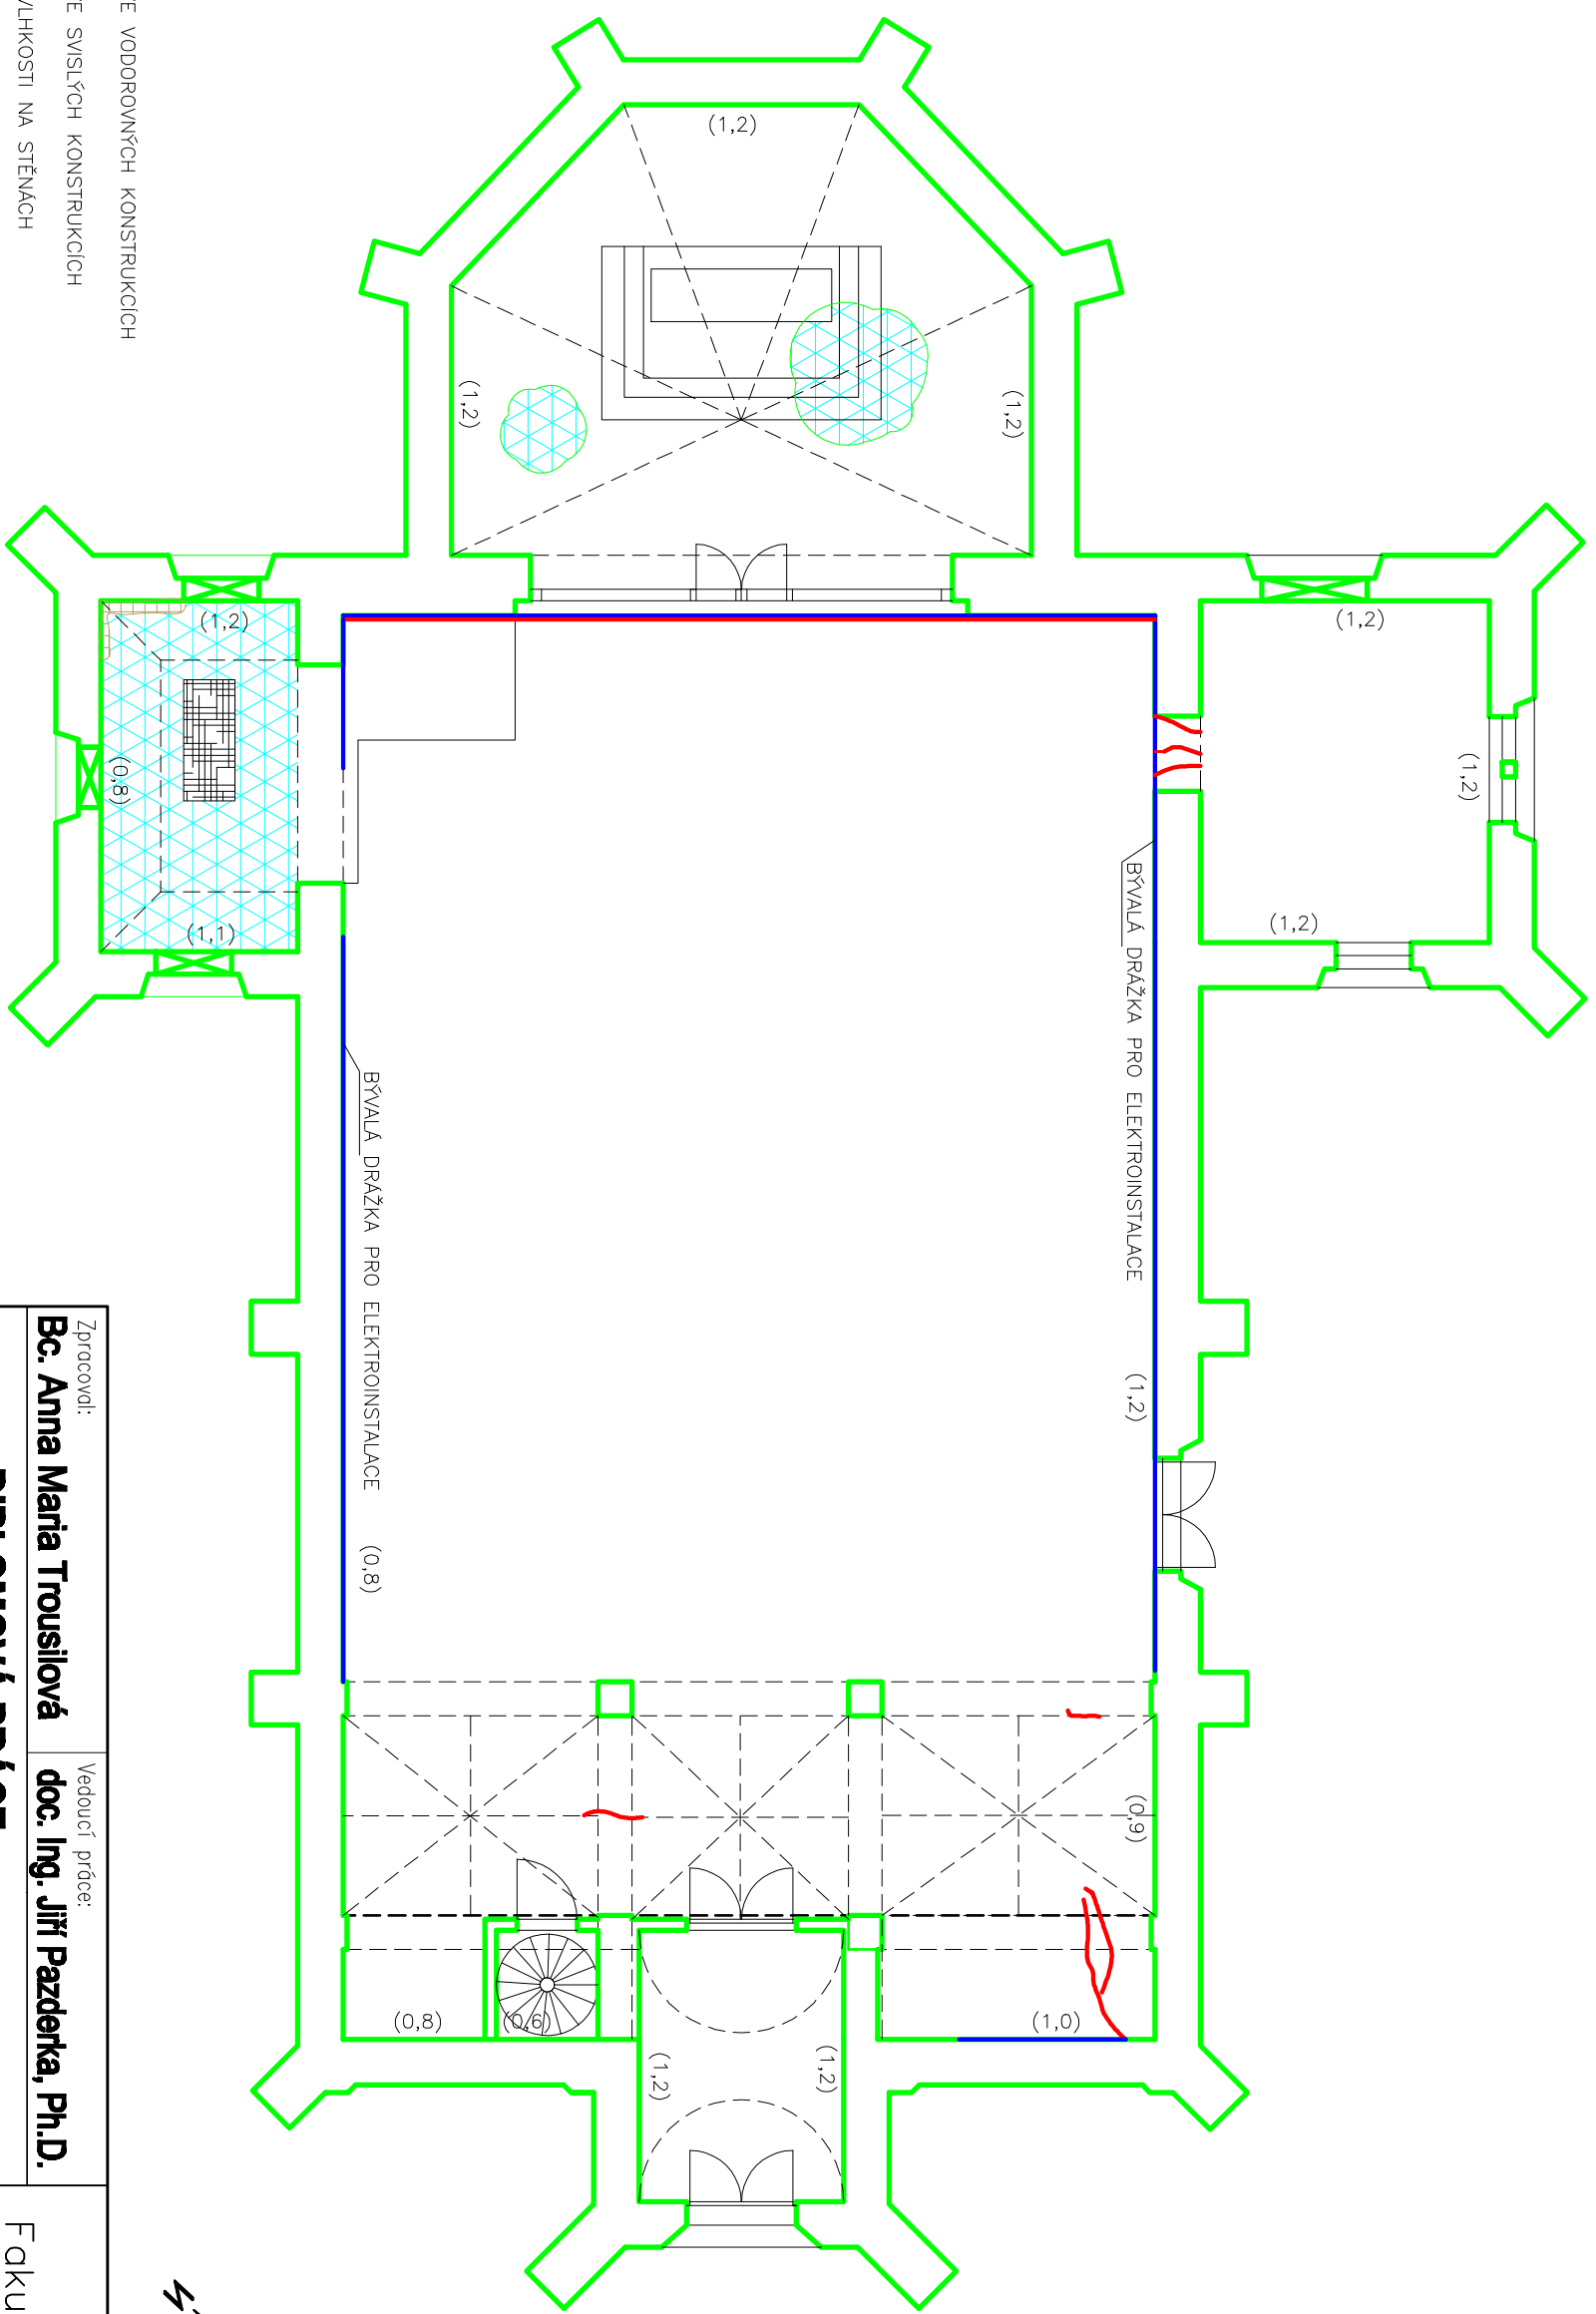 E VODOROVNÝCH KONSTRUKCÍCH
E SVISLÝCH KONSTRUKCÍCH
VLHKOSTI NA STĚNÁCH
(1,2)
(1,2)
(1,2)
(1,2)
(1,2)
(1,2)
(1,2)
(0,8)
(1,1)
BÝVALÁ DRÁŽKA PRO ELEKTROINSTALACE
(1,2)
BÝVALÁ DRÁŽKA PRO ELEKTROINSTALACE
(0,8)
(0,9)
(1,0)
(0,8)
(0,6)
(1,2)
(1,2)
Zpracoval:
Bc. Anna Maria Trousilová
Vedoucí práce:
doc. Ing. Jiří Pazderka, Ph.D.
DIPLOMOVÁ PRÁCE
Faku